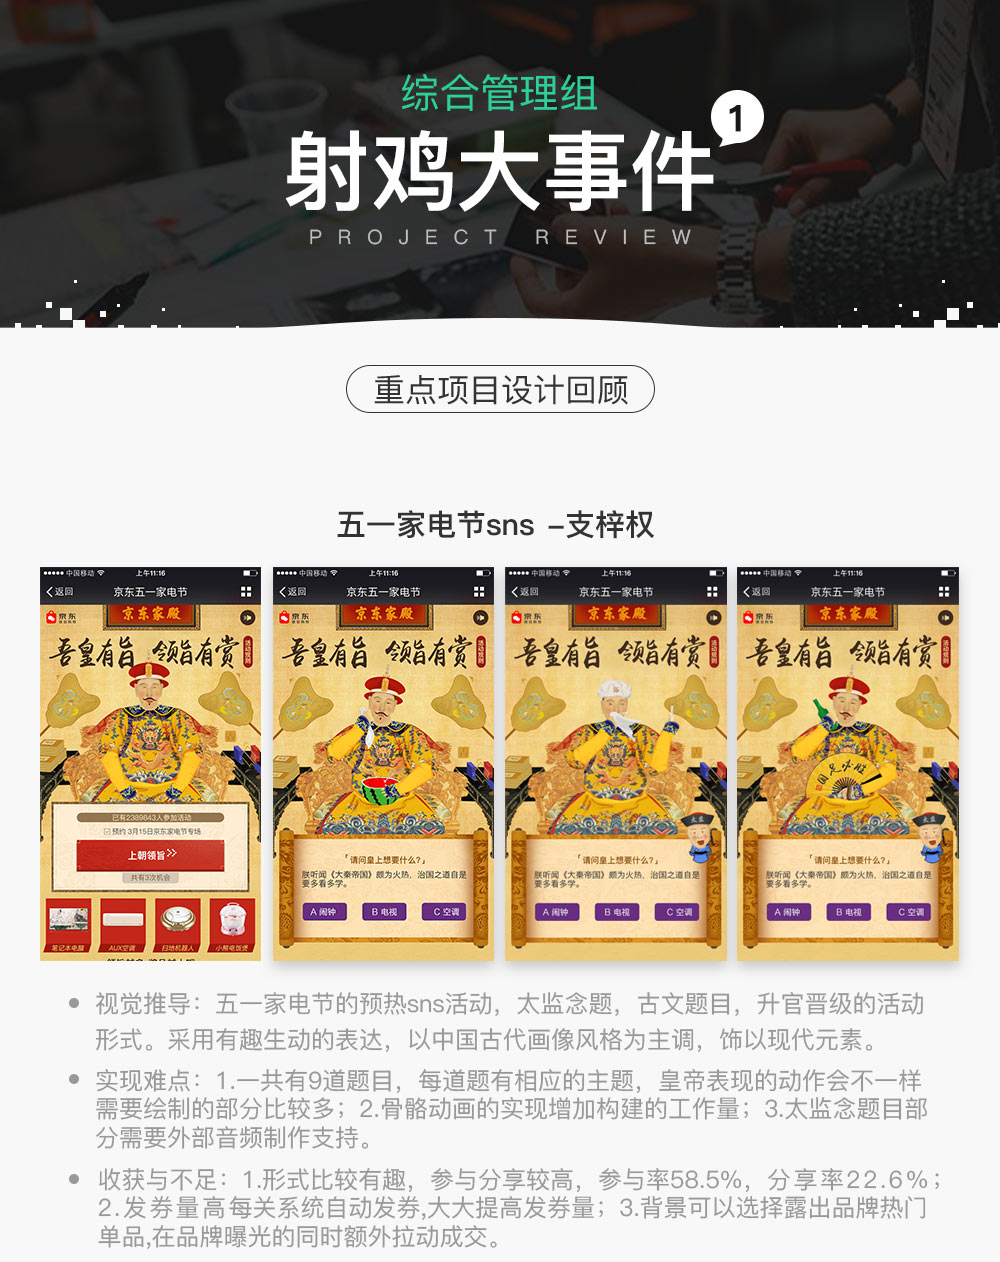 综合管理组
射鸡大事件
1
PROJECT REVIEW
重点项目设计回顾
五一家电节sns -支梓权
中国移动 上午11:16
返回 京东五一家电节
京东 京东家殿
吾皇有旨 领旨有赏
活动规则
已有2389843人参加活动
预约 3月15日京东家电节专场
上朝领旨
共有3次机会
笔记本电脑 AUX空调 扫地机器人 小熊电饭煲
中国移动 上午11:16
返回 京东五一家电节
京东 京东家殿
吾皇有旨 领旨有赏
活动规则
「请问皇上想要什么?」
朕听闻《大秦帝国》颇为火热，治国之道自是
要多看多学。
A 闹钟 B 电视 C 空调
中国移动 上午11:16
返回 京东五一家电节
京东 京东家殿
吾皇有旨 领旨有赏
活动规则
太监
「请问皇上想要什么?」
朕听闻《大秦帝国》颇为火热，治国之道自是
要多看多学。
A 闹钟 B 电视 C 空调
中国移动 上午11:16
返回 京东五一家电节
京东 京东家殿
吾皇有旨 领旨有赏
活动规则
太监
「请问皇上想要什么?」
朕听闻《大秦帝国》颇为火热，治国之道自是
要多看多学。
A 闹钟 B 电视 C 空调
● 视觉推导：五一家电节的预热sns活动，太监念题，古文题目，升官晋级的活动
形式。采用有趣生动的表达，以中国古代画像风格为主调，饰以现代元素。
● 实现难点：1.一共有9道题目，每道题有相应的主题，皇帝表现的动作会不一样
需要绘制的部分比较多；2.骨骼动画的实现增加构建的工作量；3.太监念题目部
分需要外部音频制作支持。
● 收获与不足：1.形式比较有趣，参与分享较高，参与率58.5%，分享率22.6%；
2.发券量高每关系统自动发券,大大提高发券量；3.背景可以选择露出品牌热门
单品,在品牌曝光的同时额外拉动成交。